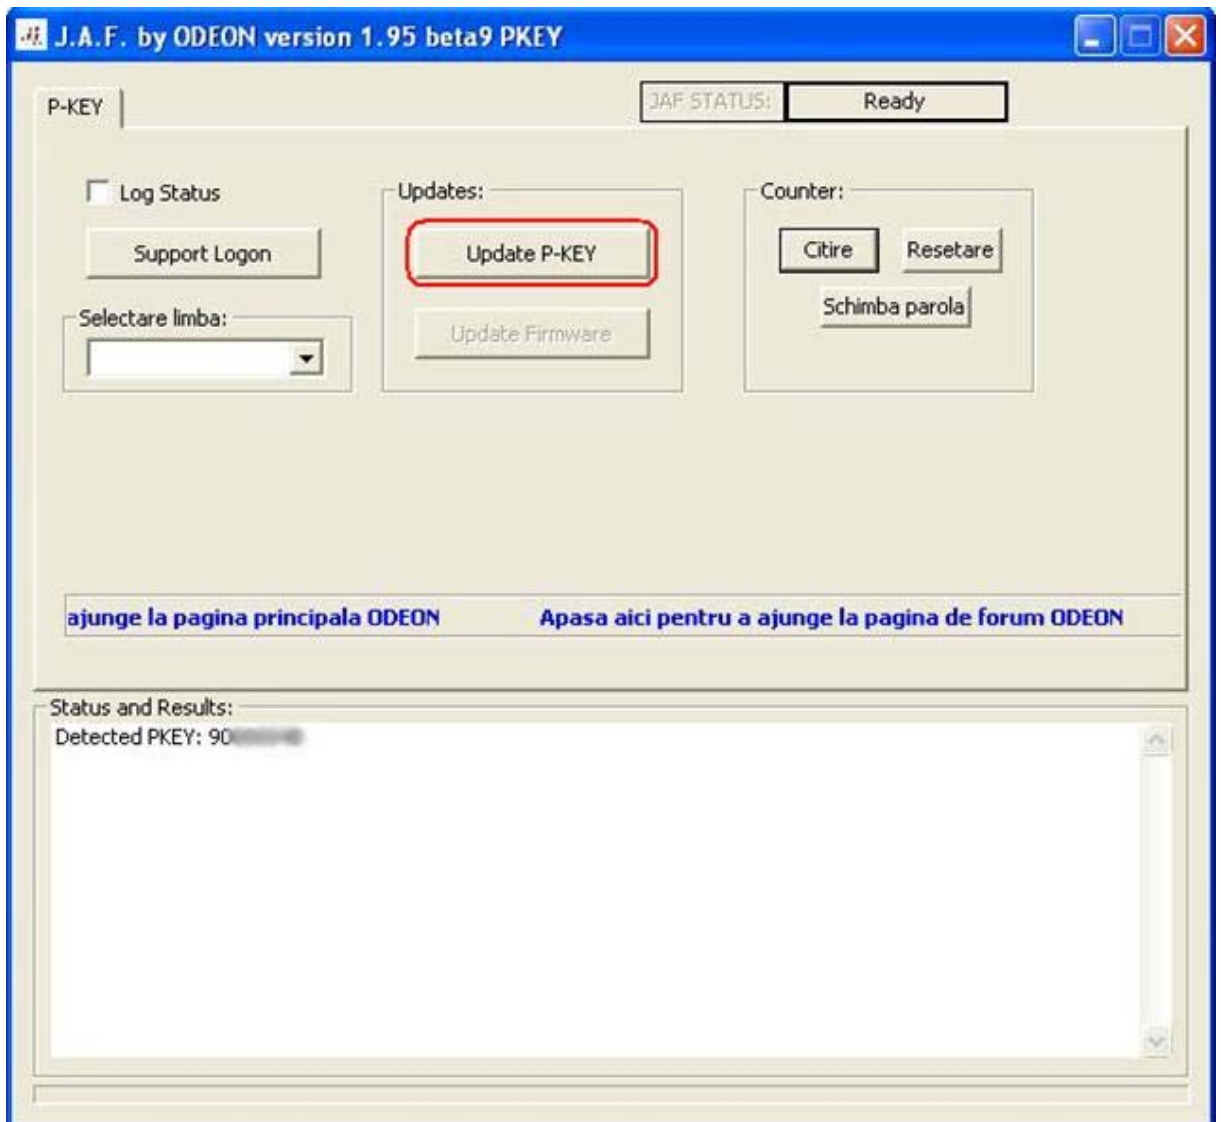 J.A.F. by ODEON version 1.95 beta9 PKEY
P-KEY
JAF STATUS:
Ready
Log Status
Support Logon
Selectare limba:
Updates:
Update P-KEY
Update Firmware
Counter:
Citire
Resetare
Schimba parola
ajunge la pagina principala ODEON
Apasa aici pentru a ajunge la pagina de forum ODEON
Status and Results:
Detected PKEY: 90